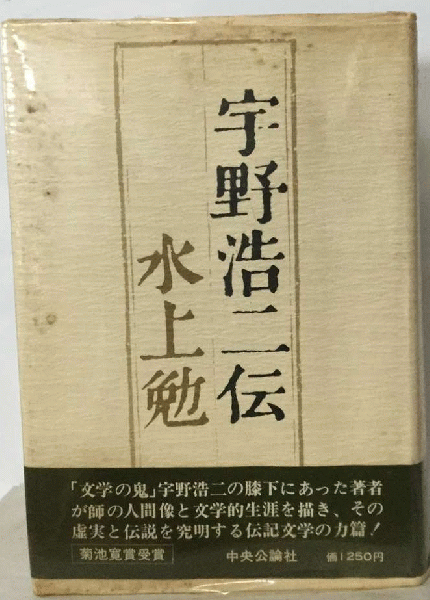 宇野浩二伝
水上勉
「文学の鬼」宇野浩二の膝下にあった著者
が師の人間像と文学的生涯を描き、その
虚実と伝説を究明する伝記文学の力篇!
菊池寛賞受賞 中央公論社 価1250円